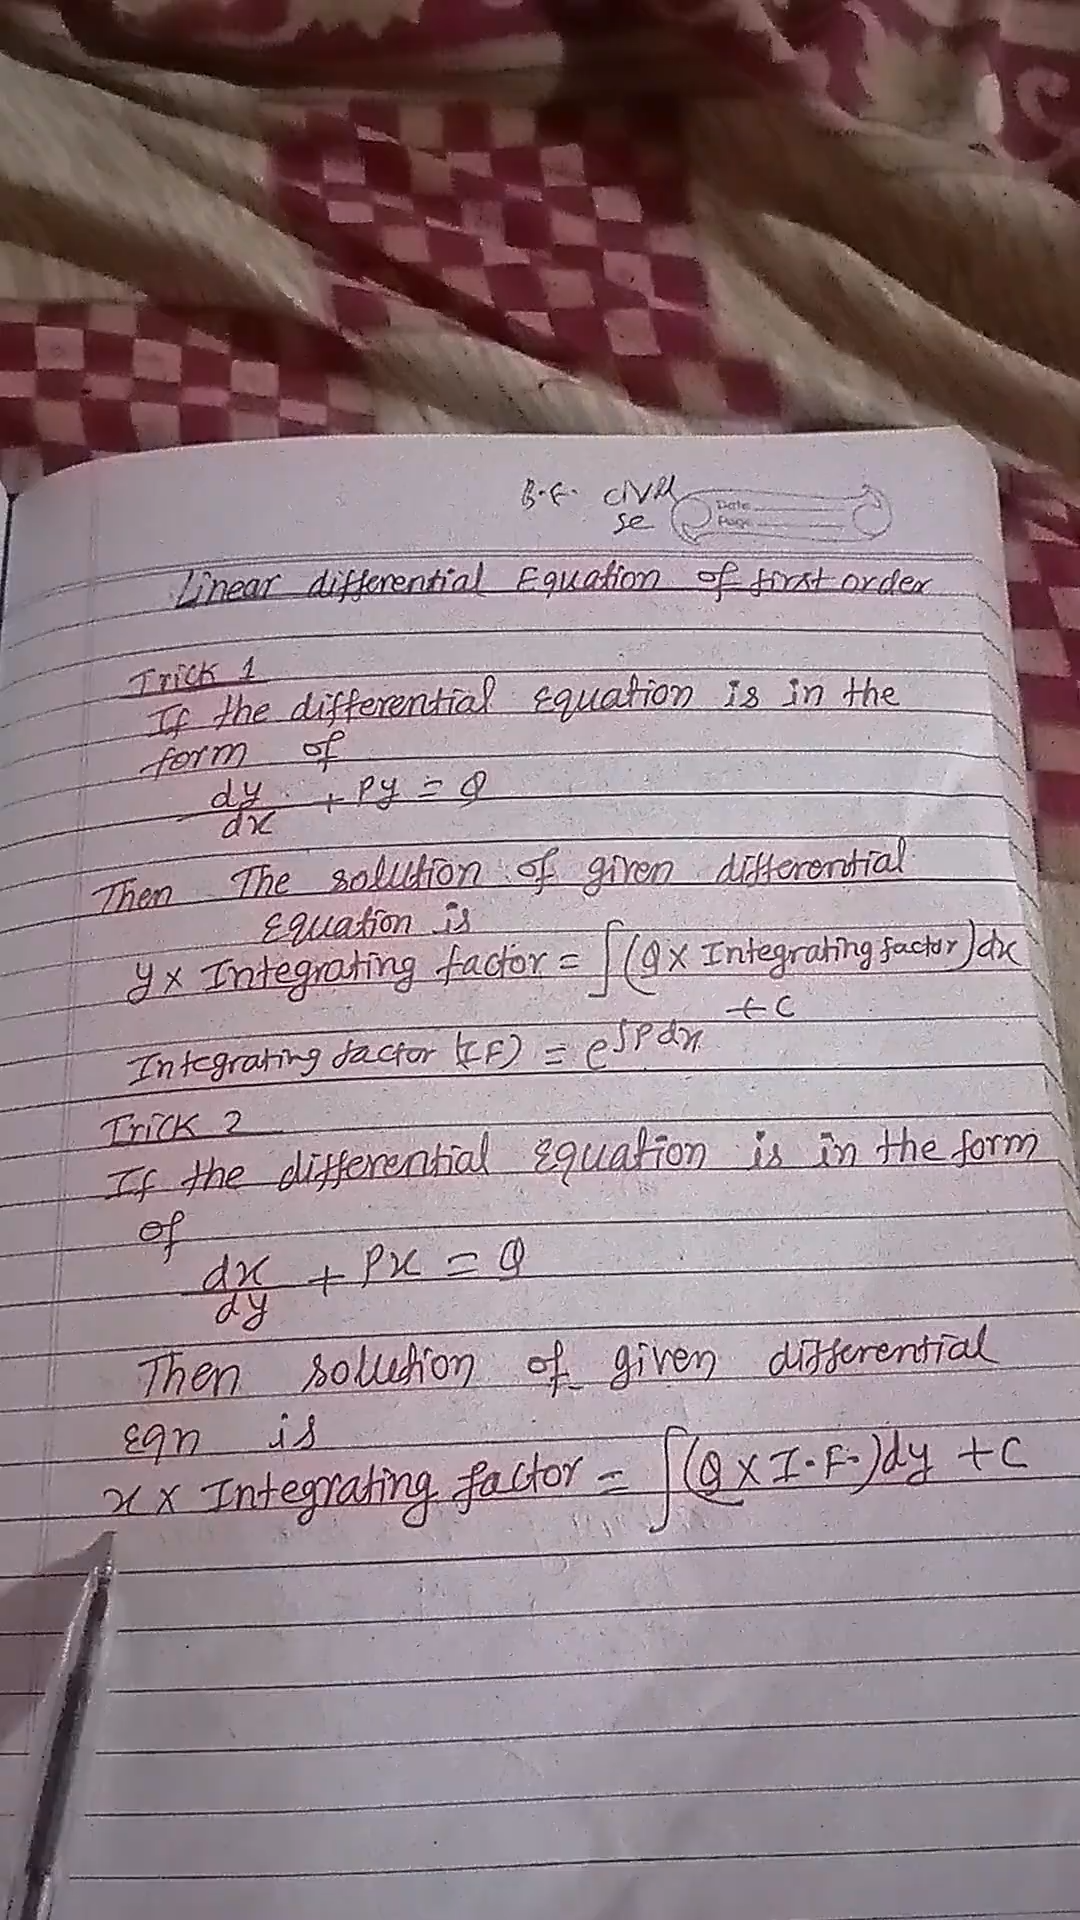 B.E. civil
se
Date
Page
Linear differential Equation of first order
Trick 1
If the differential equation is in the
form of
dy/dx + Py = Q
Then The solution of given differential
equation is
y x Integrating factor = ∫(Q x Integrating factor)dx
+ C
Integrating factor (IF) = e^∫Pdx
Trick 2
If the differential equation is in the form
of
dx/dy + Px = Q
Then solution of given differential
eqn is
x x Integrating factor = ∫(Q x I.F.)dy + C